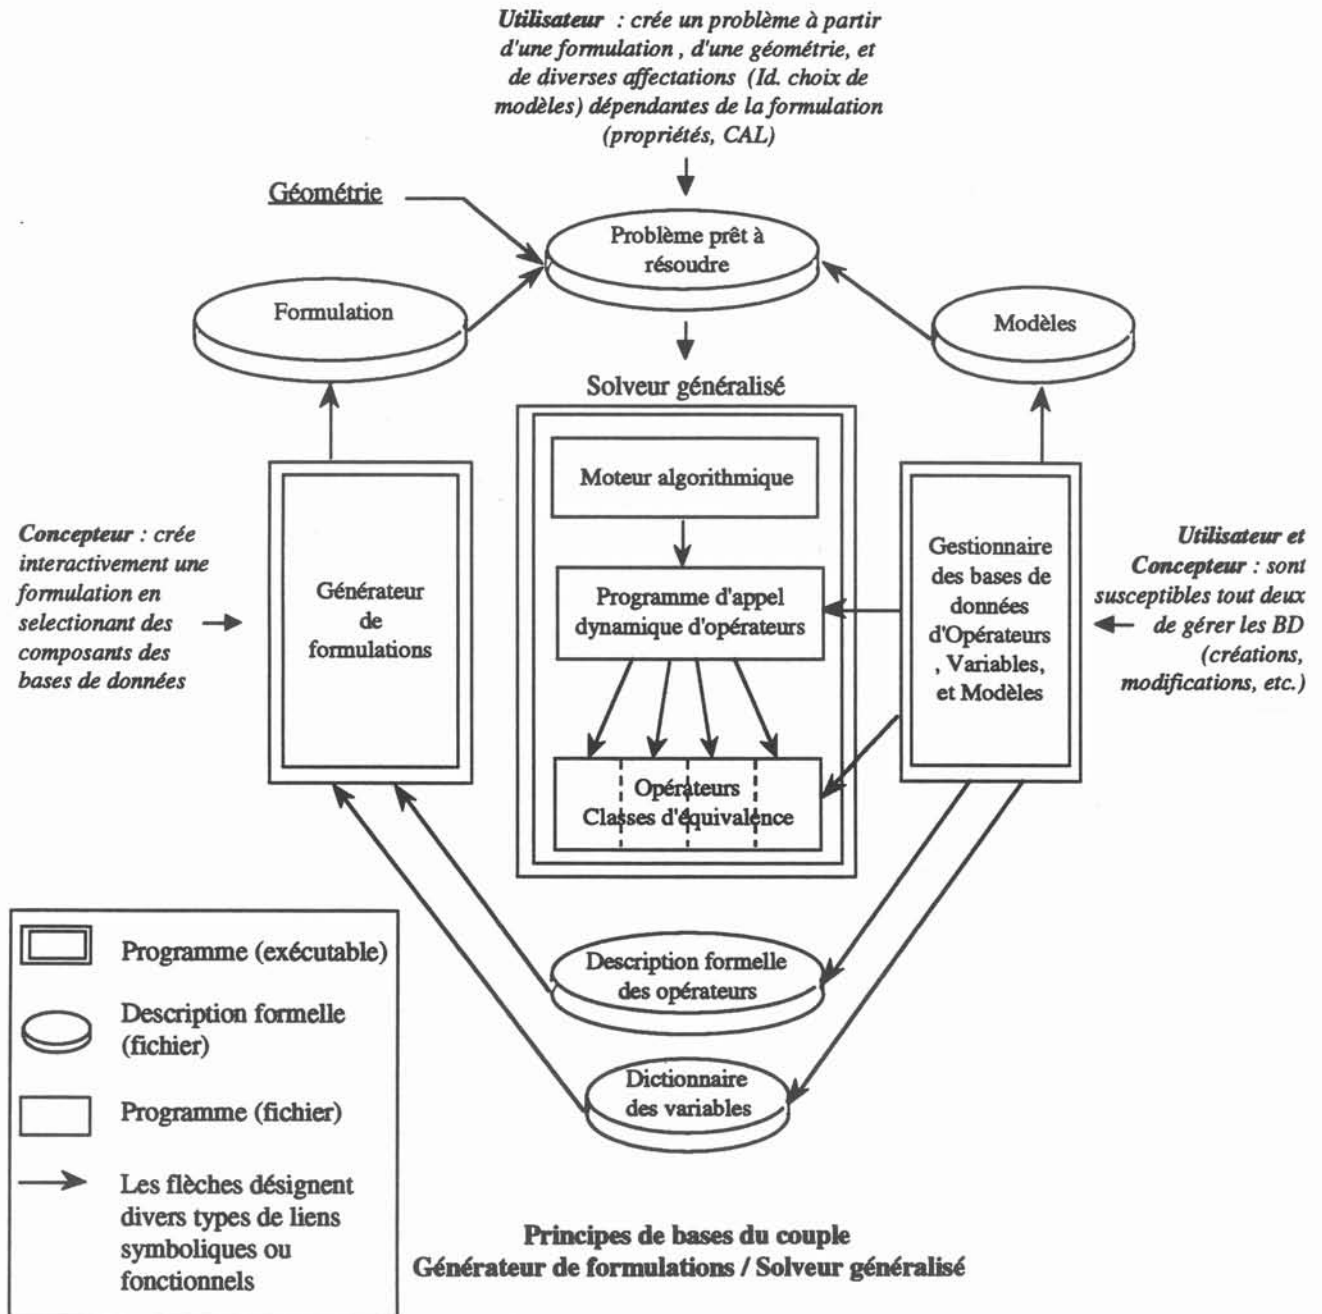 Utilisateur : crée un problème à partir
d'une formulation , d'une géométrie, et
de diverses affectations (Id. choix de
modèles) dépendantes de la formulation
(propriétés, CAL)
Géométrie
Problème prêt à
résoudre
Formulation
Modèles
Solveur généralisé
Moteur algorithmique
Programme d'appel
dynamique d'opérateurs
Opérateurs
Classes d'équivalence
Concepteur : crée
interactivement une
formulation en
selectionant des
composants des
bases de données
Générateur
de
formulations
Gestionnaire
des bases de
données
d'Opérateurs
, Variables,
et Modèles
Utilisateur et
Concepteur : sont
susceptibles tout deux
de gérer les BD
(créations,
modifications, etc.)
Description formelle
des opérateurs
Dictionnaire
des variables
Programme (exécutable)
Description formelle
(fichier)
Programme (fichier)
Les flèches désignent
divers types de liens
symboliques ou
fonctionnels
Principes de bases du couple
Générateur de formulations / Solveur généralisé